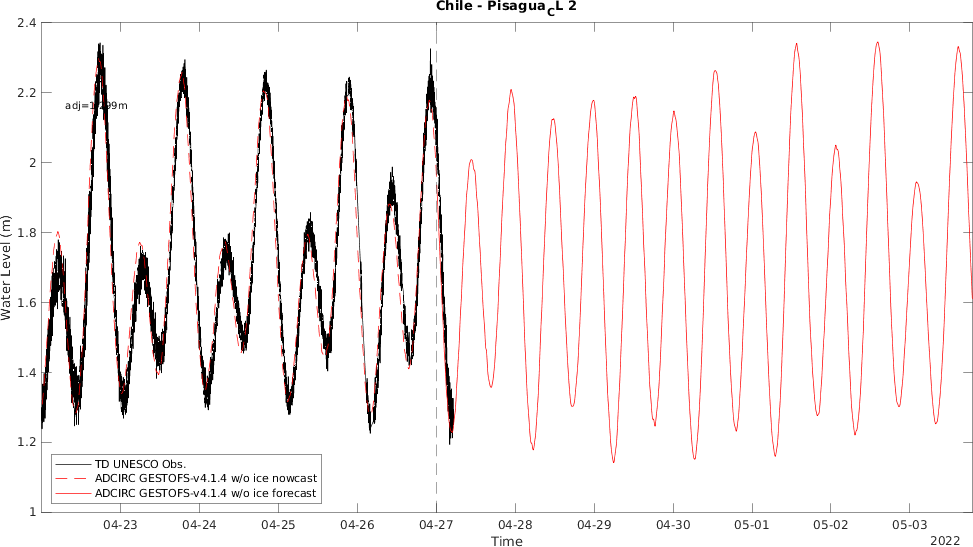 Chile - Pisagua_CL 2
2.4
2.2
2
1.8
1.6
1.4
1.2
1
Water Level (m)
adj=1.299m
TD UNESCO Obs.
ADCIRC GESTOFS-v4.1.4 w/o ice nowcast
ADCIRC GESTOFS-v4.1.4 w/o ice forecast
04-23 04-24 04-25 04-26 04-27 04-28 04-29 04-30 05-01 05-02 05-03
Time
2022